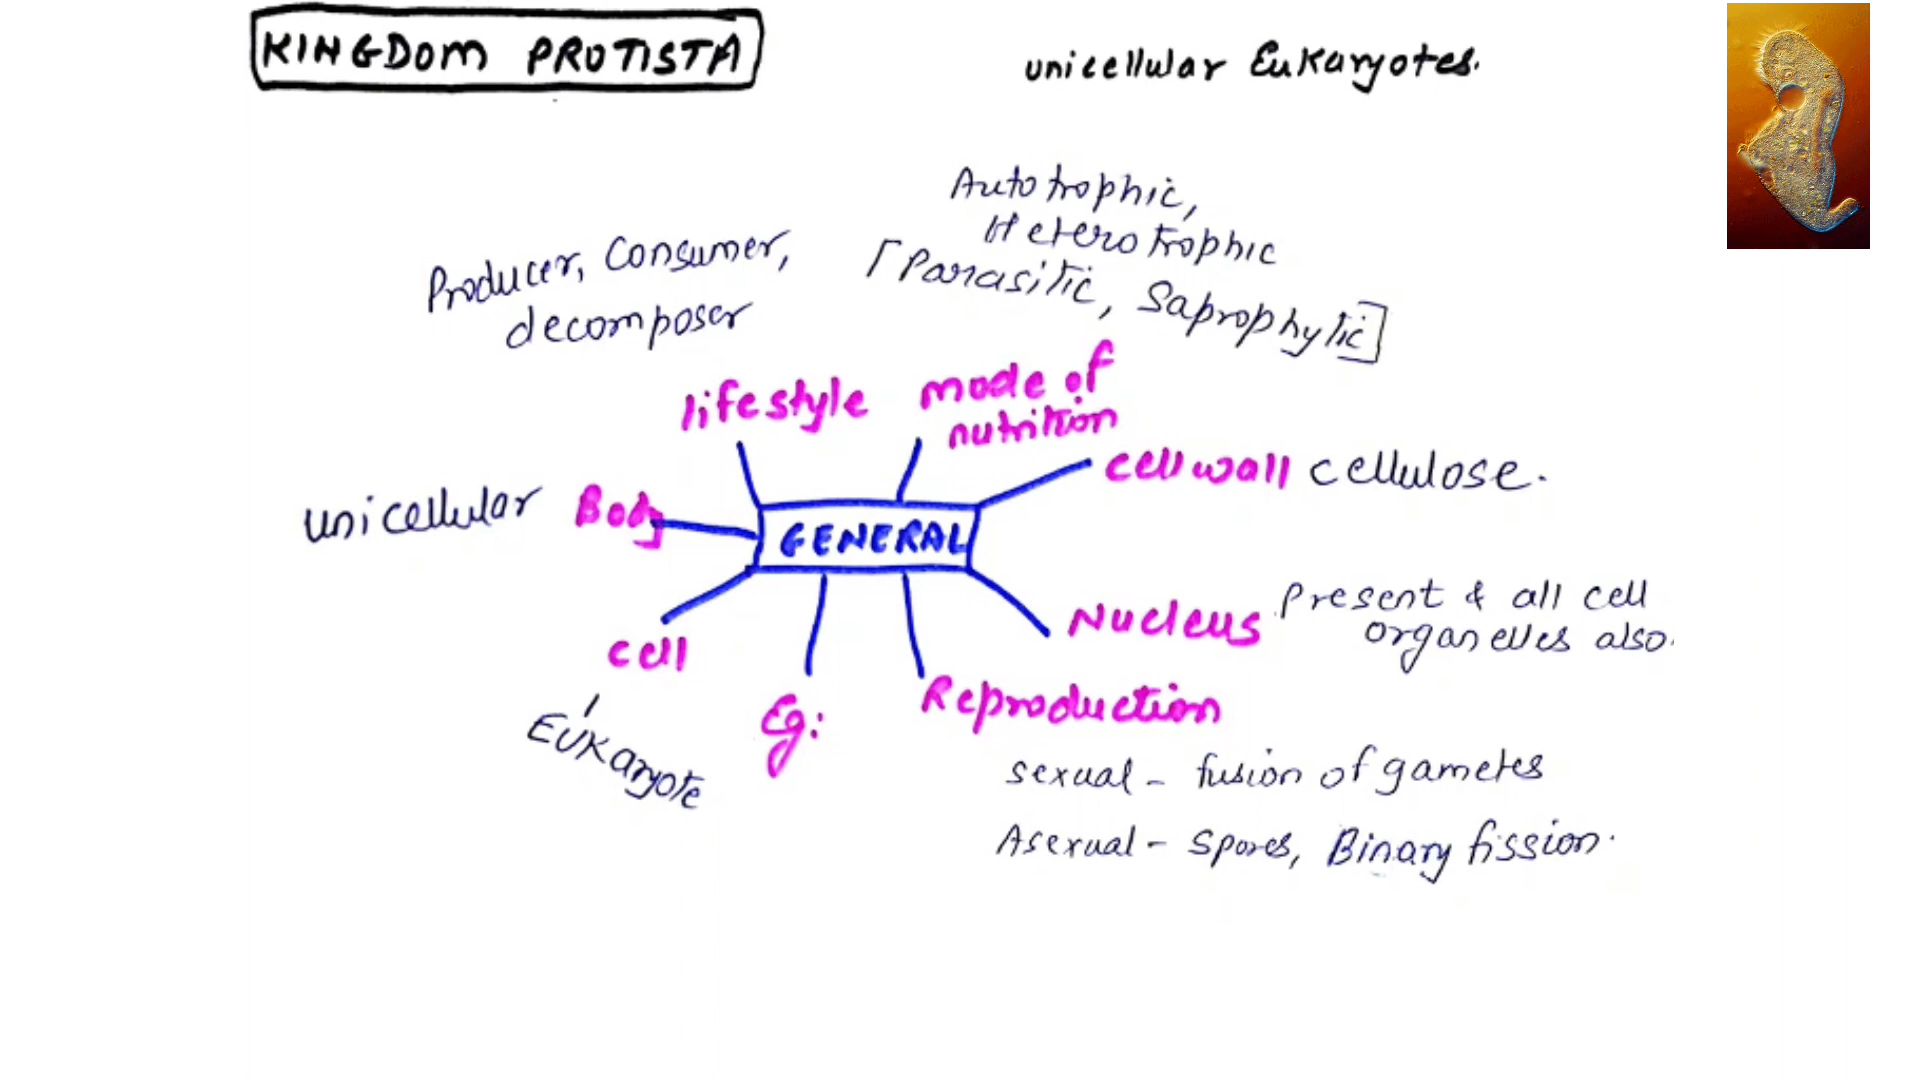 KINGDOM PROTISTA
unicellular Eukaryotes.
Autotrophic,
Heterotrophic
[Parasitic, Saprophytic]
Producer, Consumer,
decomposer
lifestyle
mode of
nutrition
cell wall cellulose.
unicellular Body
GENERAL
Nucleus Present & all cell
organelles also.
cell
Eukaryote
Eg:
Reproduction
sexual - fusion of gametes
Asexual - spores, Binary fission.